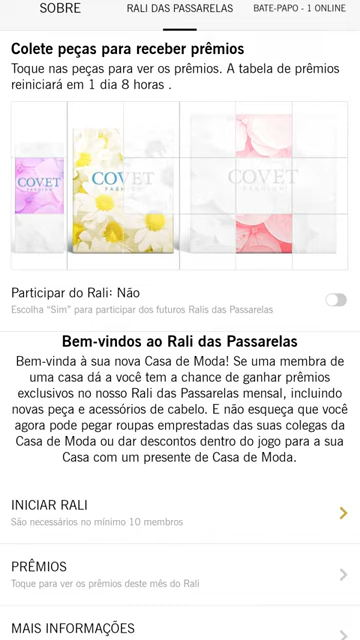 SOBRE
RALI DAS PASSARELAS
BATE-PAPO - 1 ONLINE
Colete peças para receber prêmios
Toque nas peças para ver os prêmios. A tabela de prêmios
reiniciará em 1 dia 8 horas .
COVET
FASHION
COVET
FASHION
COVET
FASHION
Participar do Rali: Não
Escolha “Sim” para participar dos futuros Ralis das Passarelas
Bem-vindos ao Rali das Passarelas
Bem-vinda à sua nova Casa de Moda! Se uma membra de
uma casa dá a você tem a chance de ganhar prêmios
exclusivos no nosso Rali das Passarelas mensal, incluindo
novas peça e acessórios de cabelo. E não esqueça que você
agora pode pegar roupas emprestadas das suas colegas da
Casa de Moda ou dar descontos dentro do jogo para a sua
Casa com um presente de Casa de Moda.
INICIAR RALI
São necessários no mínimo 10 membros
PRÊMIOS
Toque para ver os prêmios deste mês do Rali
MAIS INFORMAÇÕES